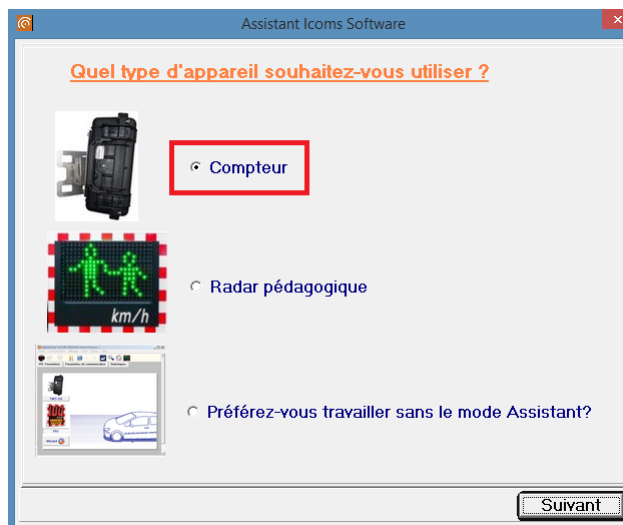 Assistant Icoms Software
Quel type d'appareil souhaitez-vous utiliser ?
Compteur
Radar pédagogique
km/h
Préférez-vous travailler sans le mode Assistant?
Suivant